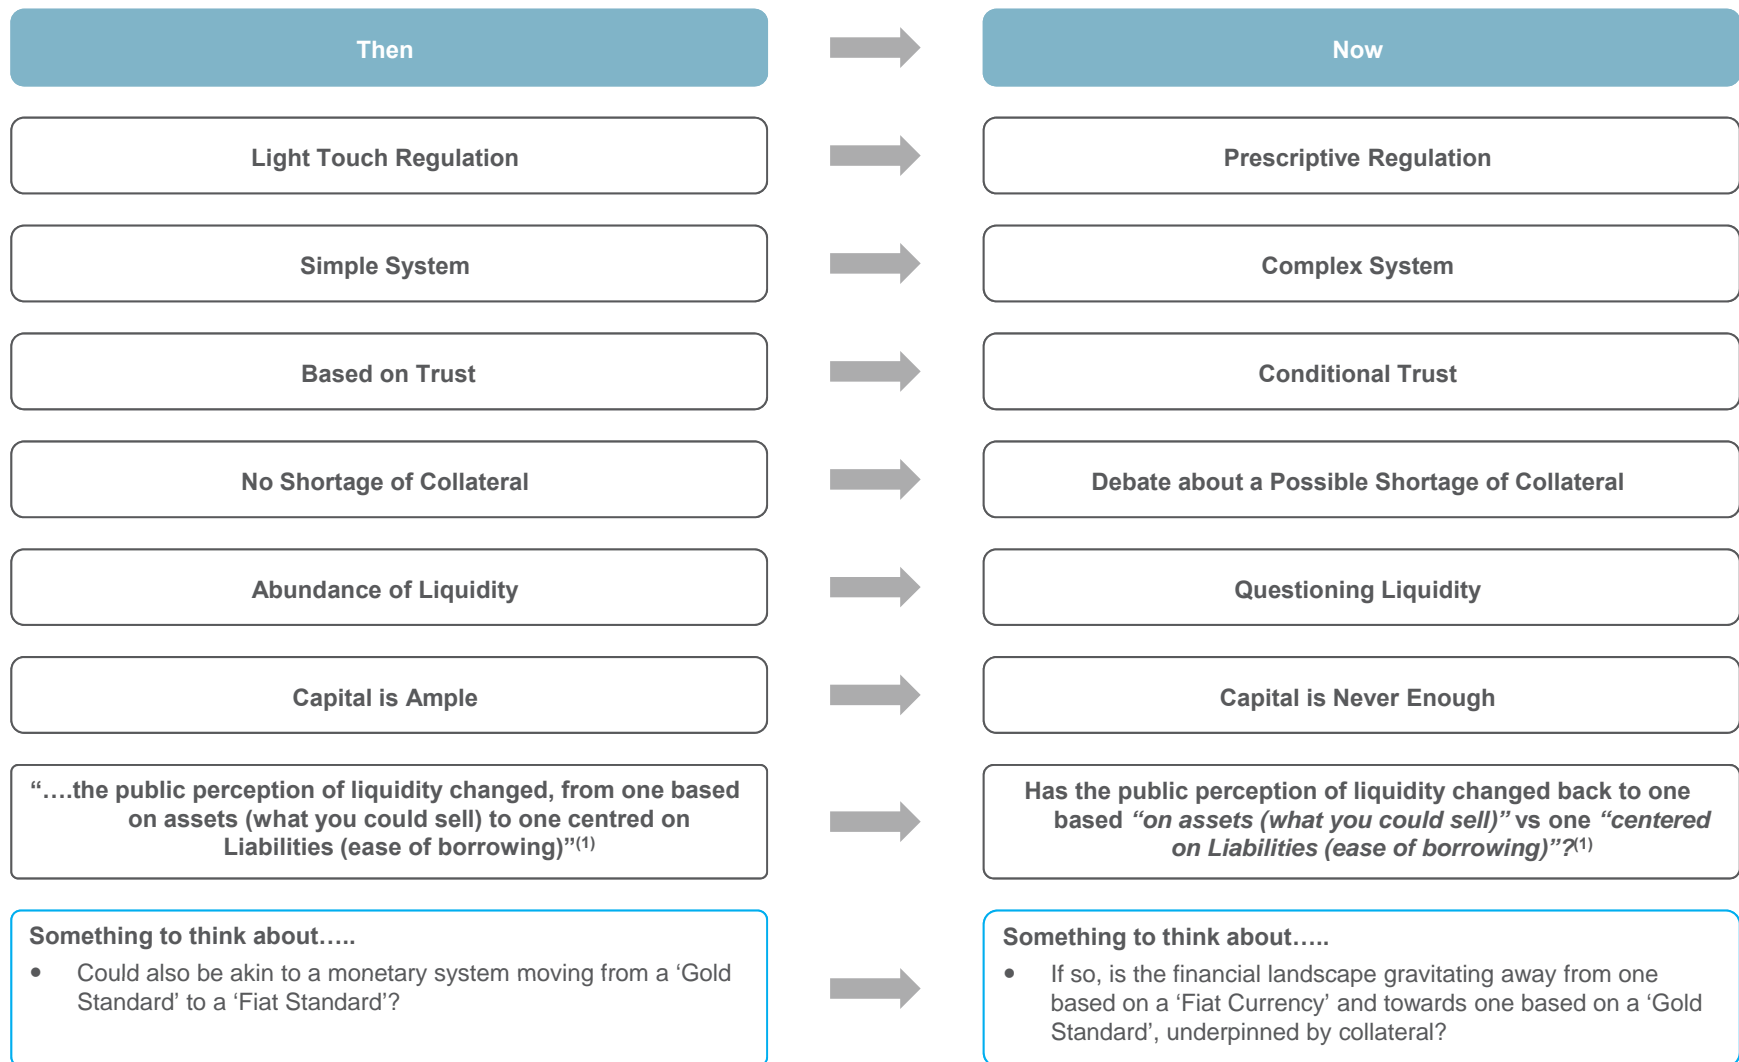 Then
Now
Light Touch Regulation
Prescriptive Regulation
Simple System
Complex System
Based on Trust
Conditional Trust
No Shortage of Collateral
Debate about a Possible Shortage of Collateral
Abundance of Liquidity
Questioning Liquidity
Capital is Ample
Capital is Never Enough
“….the public perception of liquidity changed, from one based
on assets (what you could sell) to one centred on
Liabilities (ease of borrowing)”(1)
Has the public perception of liquidity changed back to one
based “on assets (what you could sell)” vs one “centered
on Liabilities (ease of borrowing)”?(1)
Something to think about…..
• Could also be akin to a monetary system moving from a ‘Gold
Standard’ to a ‘Fiat Standard’?
Something to think about…..
• If so, is the financial landscape gravitating away from one
based on a ‘Fiat Currency’ and towards one based on a ‘Gold
Standard’, underpinned by collateral?